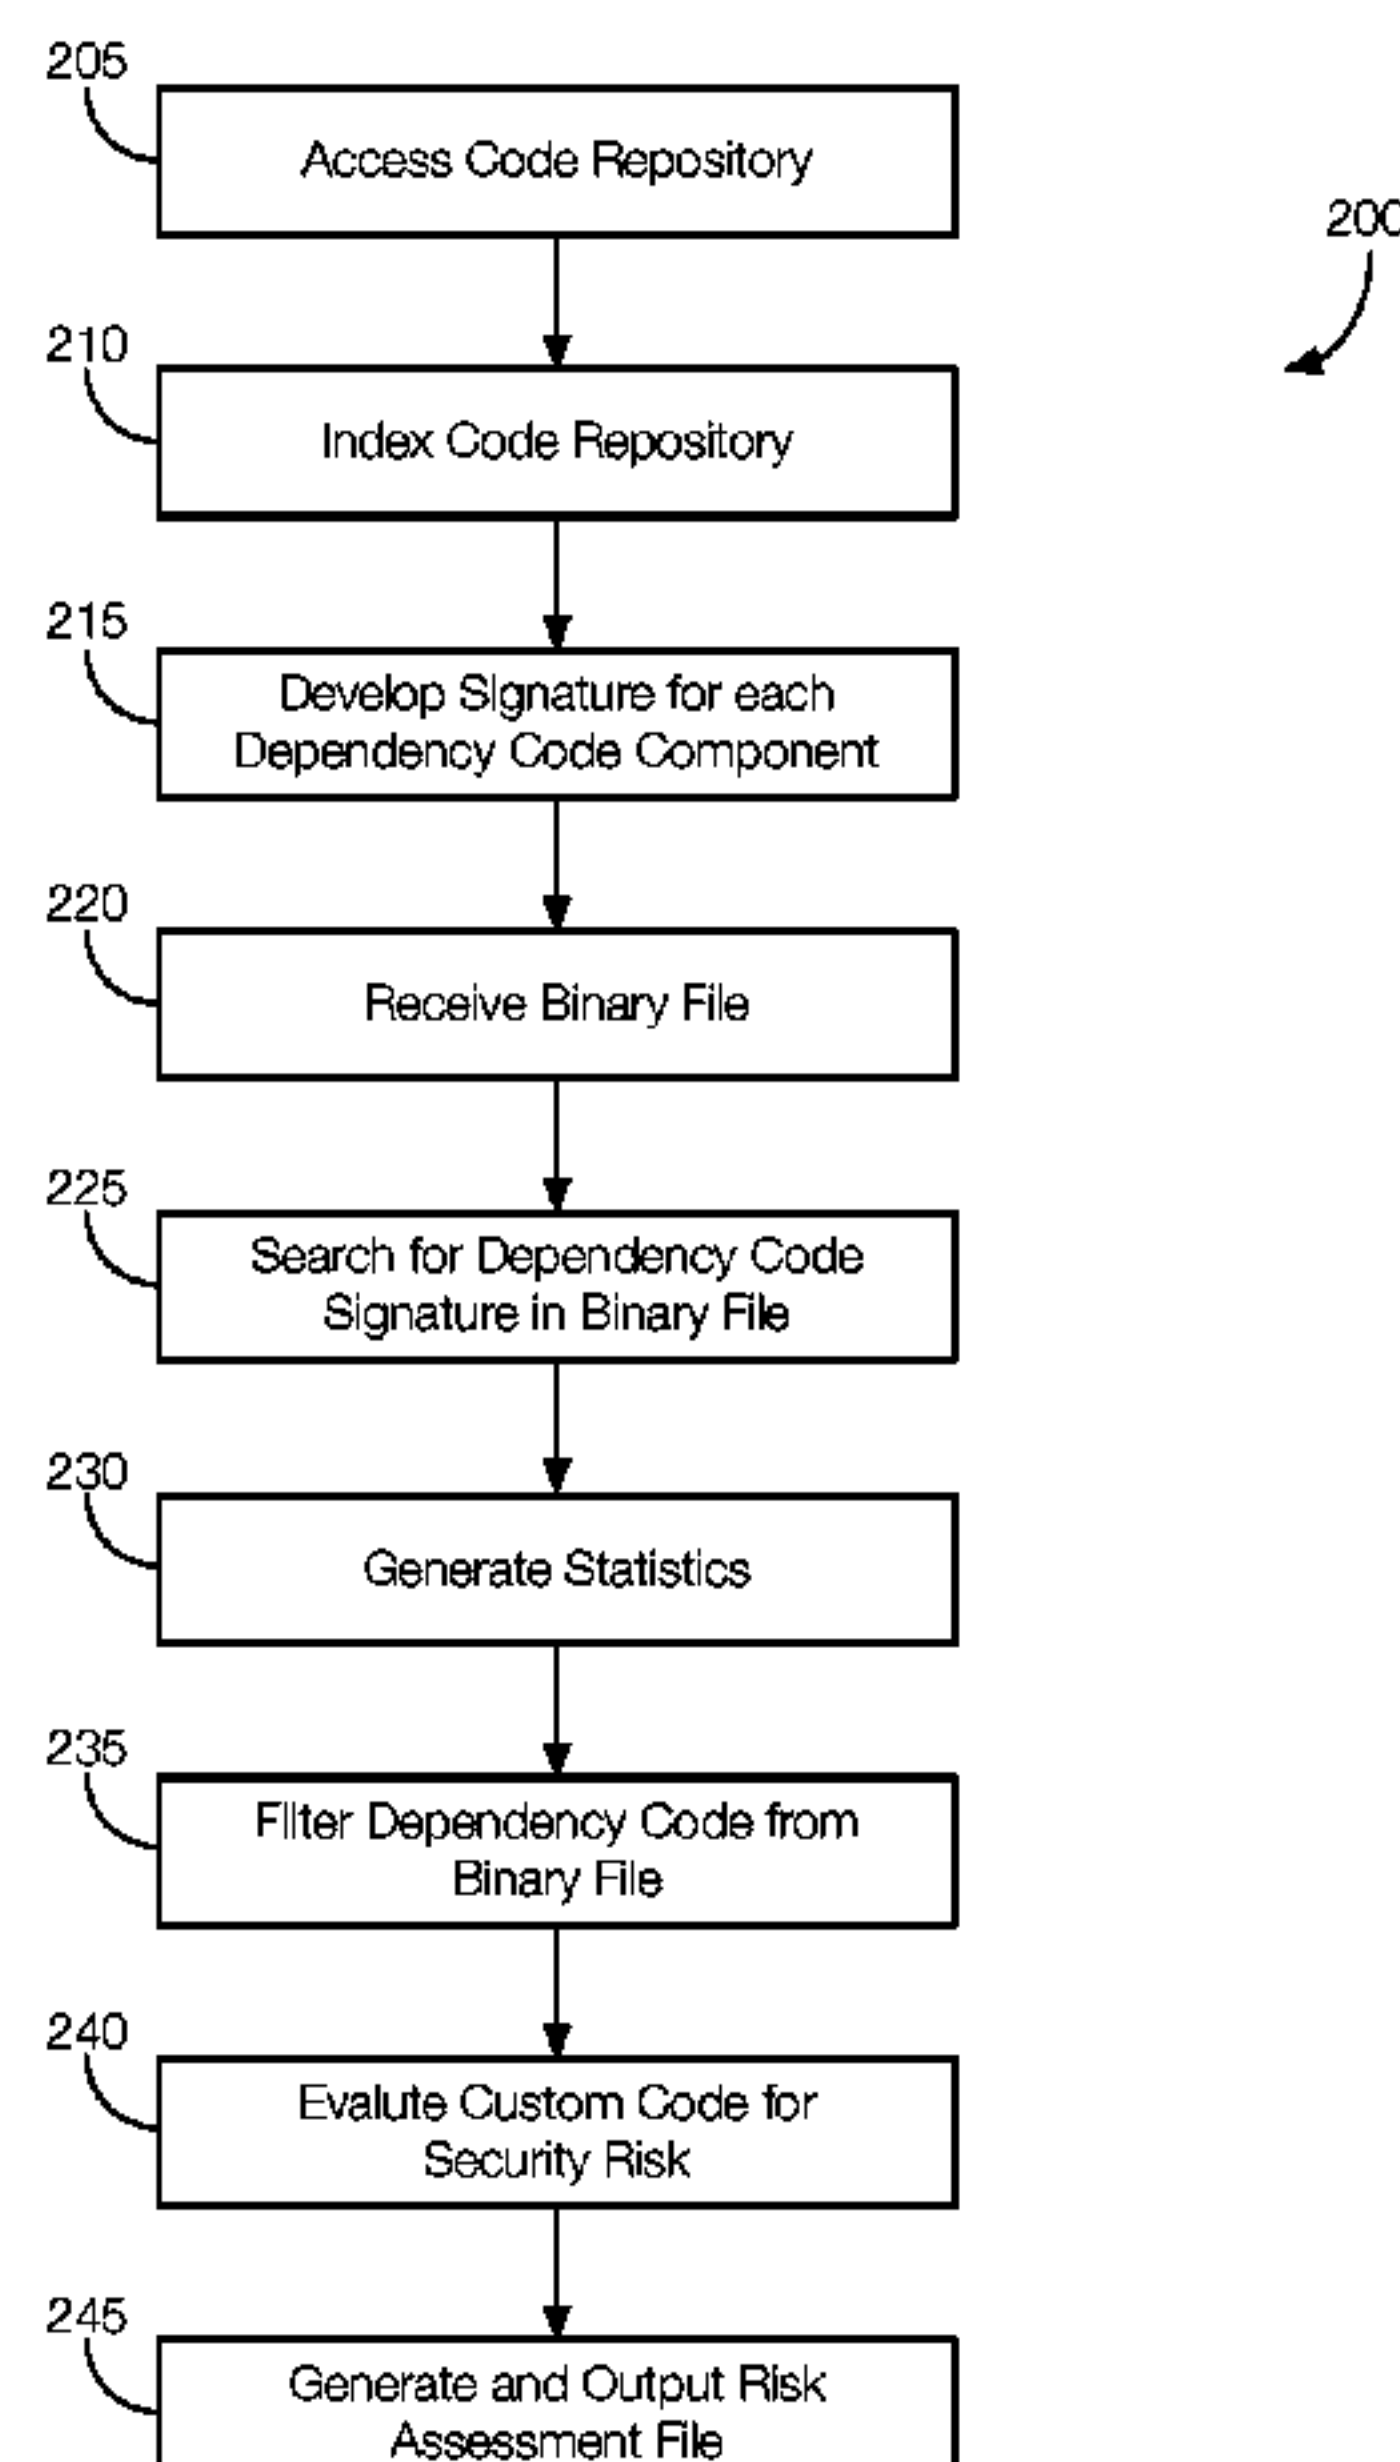 205
Access Code Repository
200
210
Index Code Repository
215
Develop Signature for each
Dependency Code Component
220
Receive Binary File
225
Search for Dependency Code
Signature in Binary File
230
Generate Statistics
235
Filter Dependency Code from
Binary File
240
Evalute Custom Code for
Security Risk
245
Generate and Output Risk
Assessment File